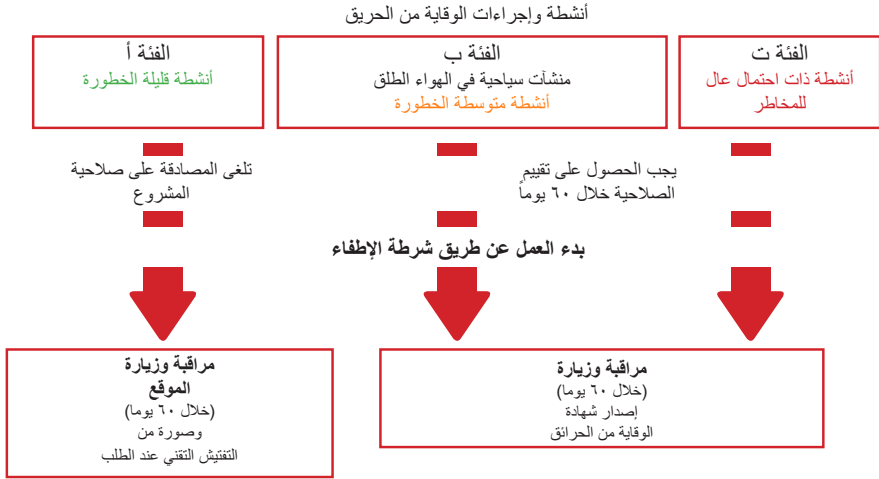 أنشطة وإجراءات الوقاية من الحريق
الفئة ت
أنشطة ذات احتمال عال
للمخاطر
الفئة ب
منشآت سياحية في الهواء الطلق
أنشطة متوسطة الخطورة
الفئة أ
أنشطة قليلة الخطورة
يجب الحصول على تقييم
الصلاحية خلال ٦٠ يوماً
تلغى المصادقة على صلاحية
المشروع
بدء العمل عن طريق شرطة الإطفاء
مراقبة وزيارة
(خلال ٦٠ يوما)
إصدار شهادة
الوقاية من الحرائق
مراقبة وزيارة
الموقع
(خلال ٦٠ يوما)
وصورة من
التفتيش التقني عند الطلب